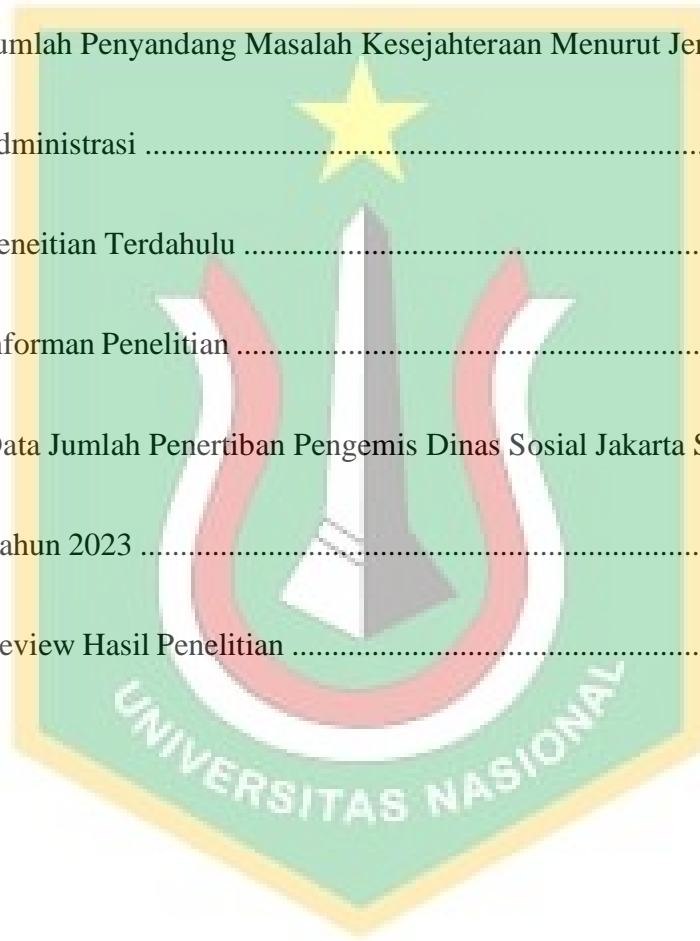 umlah Penyandang Masalah Kesejahteraan Menurut Jer
dministrasi ..........................................................................
eneitian Terdahulu .........................................................
nforman Penelitian ..........................................................
Data Jumlah Penertiban Pengemis Dinas Sosial Jakarta S
ahun 2023 ......................................................................
eview Hasil Penelitian ...................................................
UNIVERSITAS NASIONAL